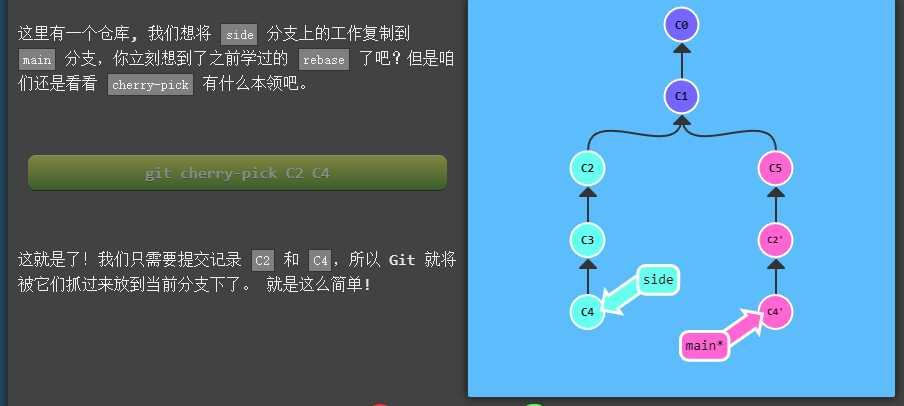 这里有一个仓库, 我们想将 side 分支上的工作复制到
main 分支，你立刻想到了之前学过的 rebase 了吧？但是咱
们还是看看 cherry-pick 有什么本领吧。
git cherry-pick C2 C4
这就是了！我们只需要提交记录 C2 和 C4，所以 Git 就将
被它们抓过来放到当前分支下了。 就是这么简单!
C0
C1
C2
C5
C3
C2'
side
C4
C4'
main*